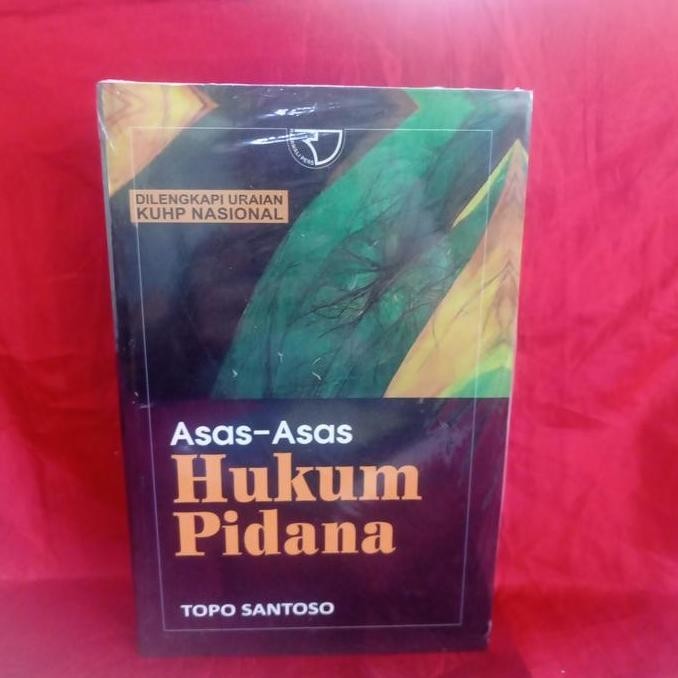 DILENGKAPI URAIAN
KUHP NASIONAL
Asas-Asas
Hukum
Pidana
TOPO SANTOSO